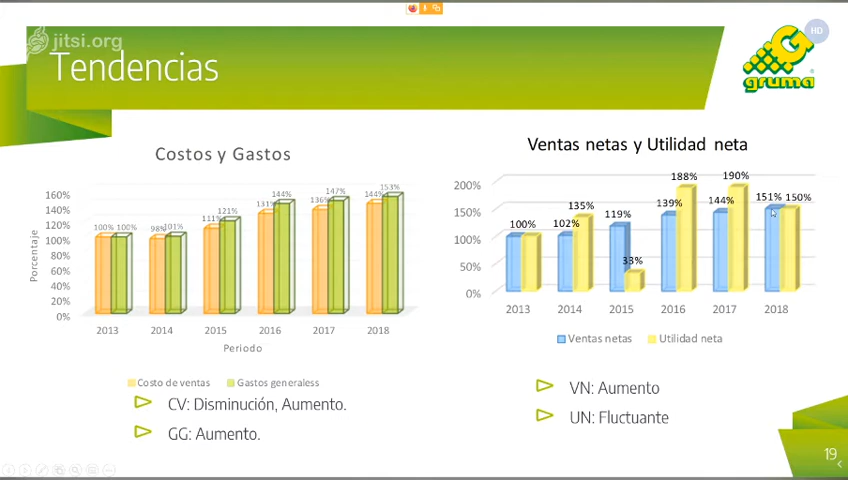 jitsi.org
HD
Tendencias
gruma
Costos y Gastos
160%
140%
120%
100%
80%
60%
40%
20%
0%
Porcentaje
100% 100% 98% 101% 111% 121% 131% 144% 136% 147% 144% 153%
2013 2014 2015 2016 2017 2018
Periodo
Costo de ventas Gastos generaless
CV: Disminución, Aumento.
GG: Aumento.
Ventas netas y Utilidad neta
200%
150%
100%
50%
0%
100% 102% 135% 119% 33% 139% 188% 144% 190% 151% 150%
2013 2014 2015 2016 2017 2018
Ventas netas Utilidad neta
VN: Aumento
UN: Fluctuante
19